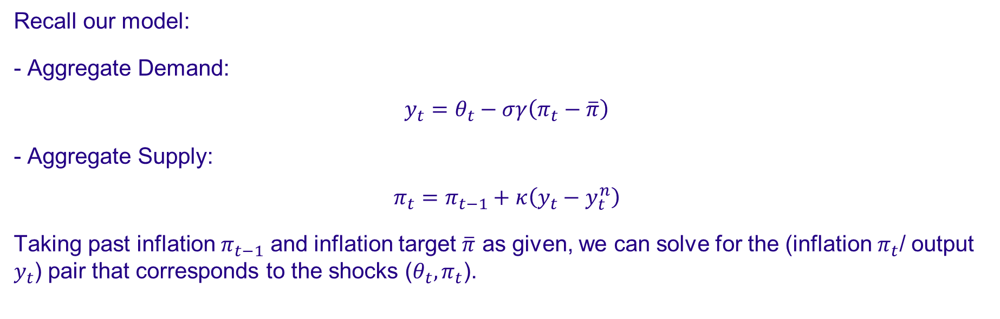 Recall our model:
- Aggregate Demand:
$y_t = \theta_t - \sigma\gamma(\pi_t - \bar{\pi})$
- Aggregate Supply:
$\pi_t = \pi_{t-1} + \kappa(y_t - y_t^n)$
Taking past inflation $\pi_{t-1}$ and inflation target $\bar{\pi}$ as given, we can solve for the (inflation $\pi_t$/ output
$y_t$) pair that corresponds to the shocks $(\theta_t, \pi_t)$.